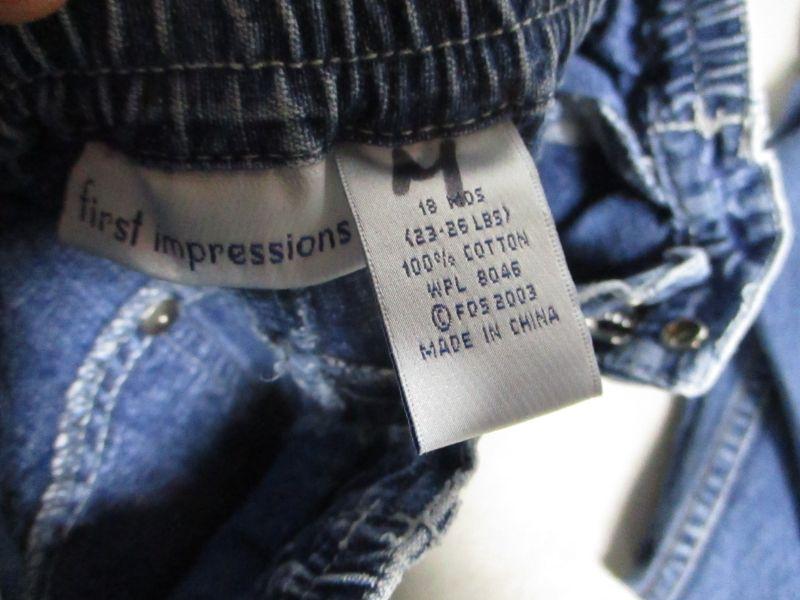 first impressions
M
18 MOS
(23-26 LBS)
100% COTTON
WPL 8046
© FDS 2003
MADE IN CHINA